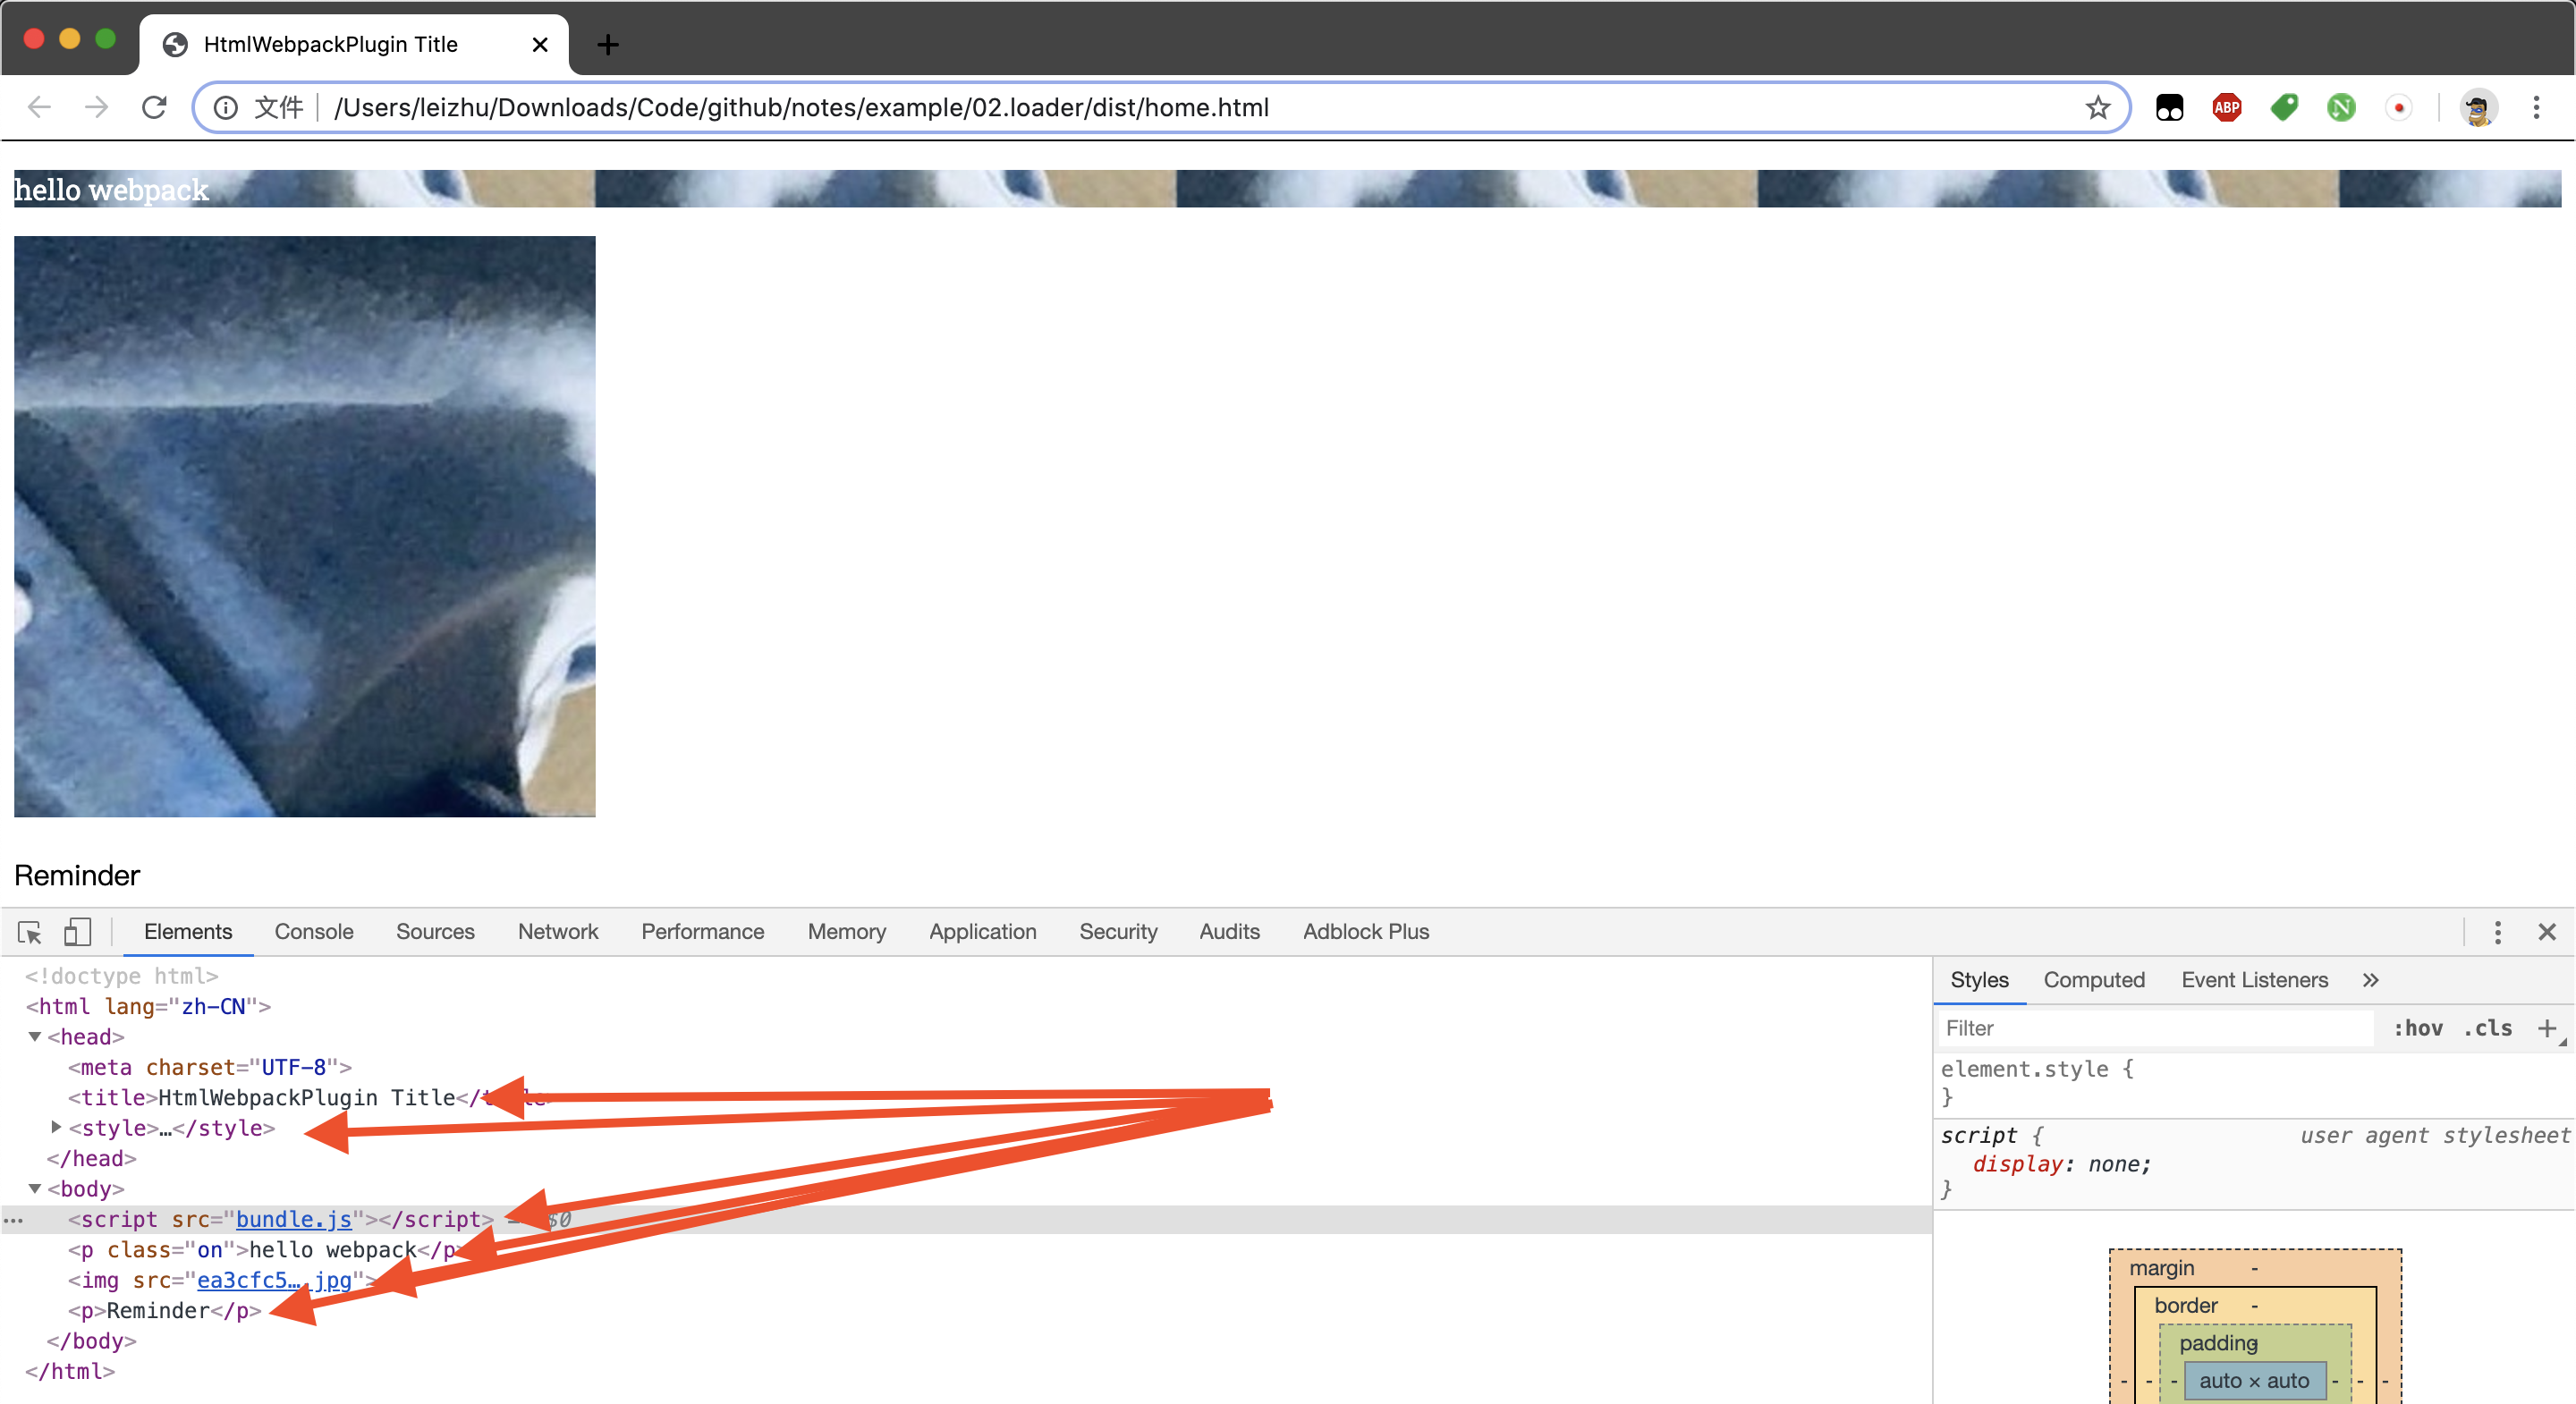 HtmlWebpackPlugin Title
文件 /Users/leizhu/Downloads/Code/github/notes/example/02.loader/dist/home.html
ABP
N
hello webpack
Reminder
Elements Console Sources Network Performance Memory Application Security Audits Adblock Plus
<!doctype html>
<html lang="zh-CN">
<head>
<meta charset="UTF-8">
<title>HtmlWebpackPlugin Title</title>
<style>…</style>
</head>
<body>
<script src="bundle.js"></script> == $0
<p class="on">hello webpack</p>
<img src="ea3cfc5….jpg">
<p>Reminder</p>
</body>
</html>
Styles Computed Event Listeners »
Filter :hov .cls +
element.style {
}
script { user agent stylesheet
display: none;
}
margin -
border -
padding -
- - - auto × auto - - -